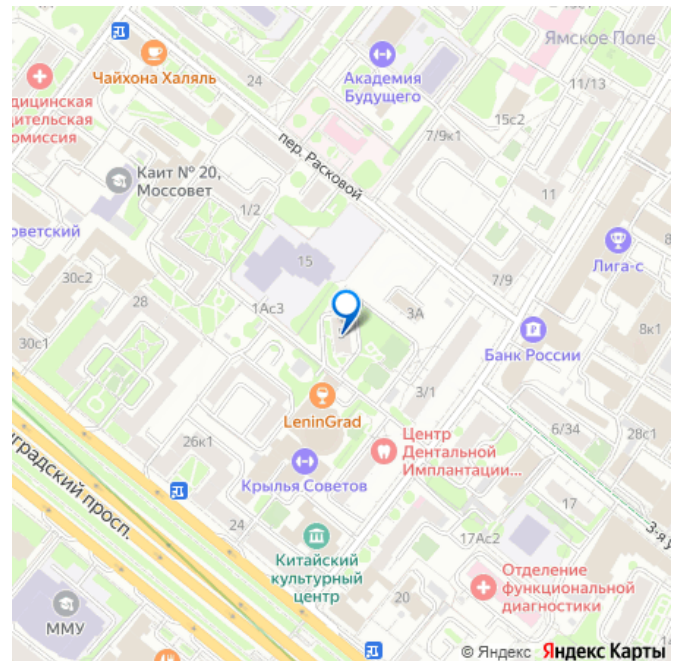 Ямское Поле
Чайхона Халяль
24
Академия
Будущего
11/13
дицинская
дительская
омиссия
15с2
7/9к1
пер. Расковой
Каит № 20,
Моссовет
11
1/2
оветский
Лига-с
8
15
30с2
7/9
28
1Ас3
3А
8к1
30с1
Банк России
3/1
LeninGrad
6/34
28с1
Центр
Дентальной
Имплантации...
26к1
Крылья Советов
градский просп.
17
24
3-я у
17Ас2
Китайский
культурный
центр
Отделение
функциональной
диагностики
20
ММУ
© Яндекс Яндекс Карты